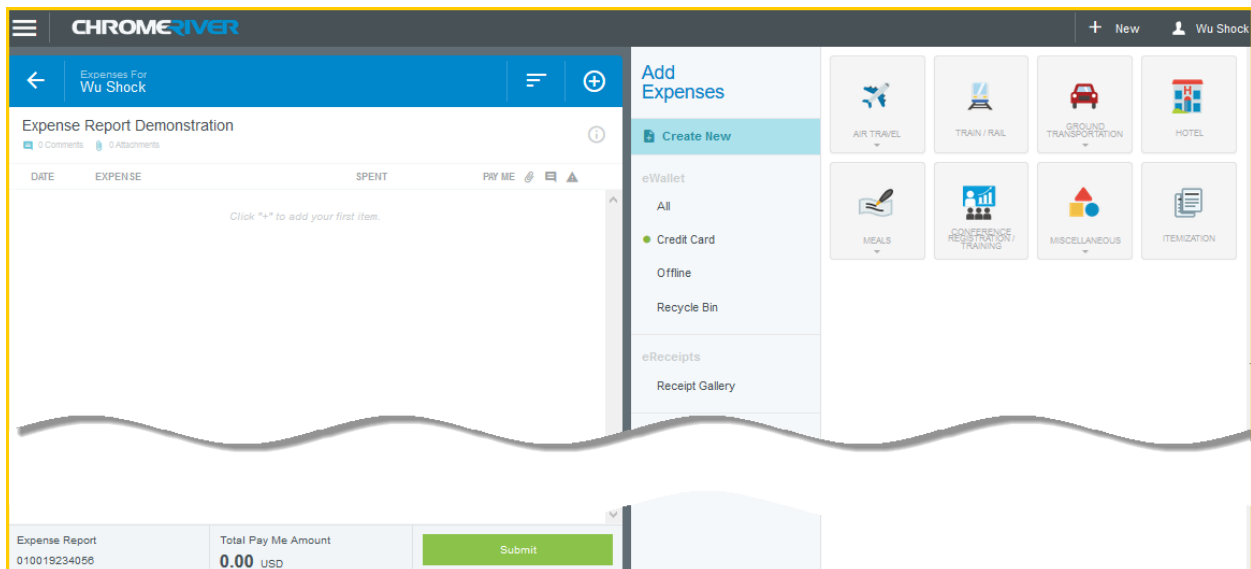 CHROMERIVER
+ New
Wu Shock
Expenses For
Wu Shock
Expense Report Demonstration
0 Comments 0 Attachments
DATE EXPENSE SPENT PAY ME
Click "+" to add your first item.
Expense Report
010019234056
Total Pay Me Amount
0.00 USD
Submit
Add
Expenses
Create New
eWallet
All
Credit Card
Offline
Recycle Bin
eReceipts
Receipt Gallery
AIR TRAVEL
TRAIN / RAIL
GROUND
TRANSPORTATION
HOTEL
MEALS
CONFERENCE
REGISTRATION /
TRAINING
MISCELLANEOUS
ITEMIZATION